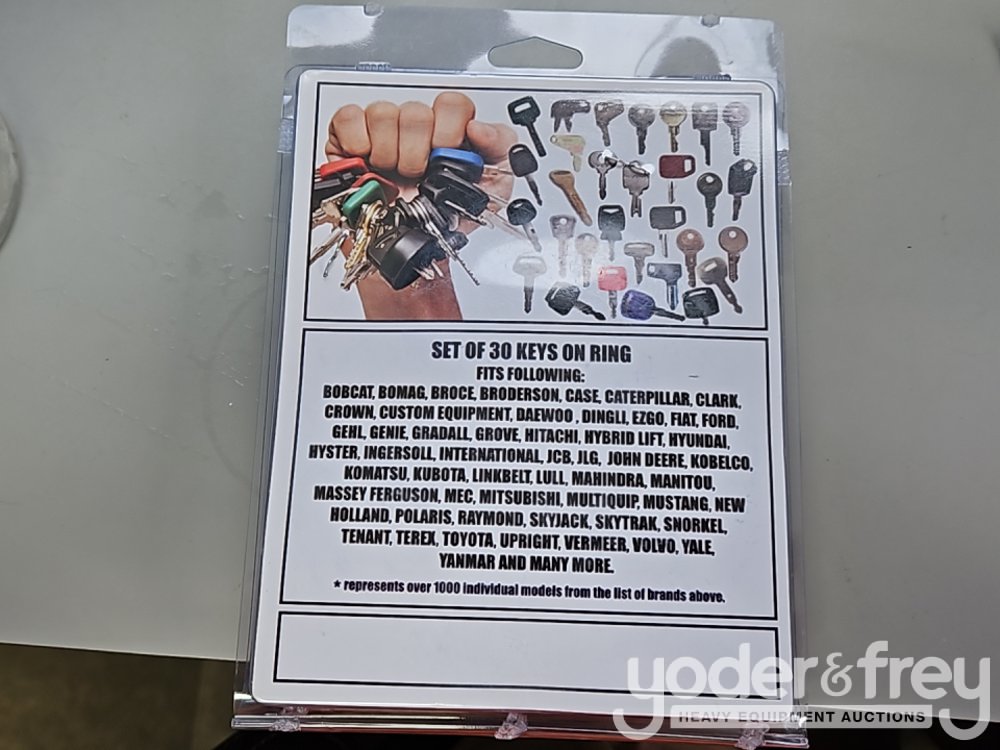 SET OF 30 KEYS ON RING
FITS FOLLOWING:
BOBCAT, BOMAG, BROCE, BRODERSON, CASE, CATERPILLAR, CLARK,
CROWN, CUSTOM EQUIPMENT, DAEWOO , DINGLI, EZGO, FIAT, FORD,
GEHL, GENIE, GRADALL, GROVE, HITACHI, HYBRID LIFT, HYUNDAI,
HYSTER, INGERSOLL, INTERNATIONAL, JCB, JLG, JOHN DEERE, KOBELCO,
KOMATSU, KUBOTA, LINKBELT, LULL, MAHINDRA, MANITOU,
MASSEY FERGUSON, MEC, MITSUBISHI, MULTIQUIP, MUSTANG, NEW
HOLLAND, POLARIS, RAYMOND, SKYJACK, SKYTRAK, SNORKEL,
TENANT, TEREX, TOYOTA, UPRIGHT, VERMEER, VOLVO, YALE,
YANMAR AND MANY MORE.
* represents over 1000 individual models from the list of brands above.
yoder&frey
HEAVY EQUIPMENT AUCTIONS